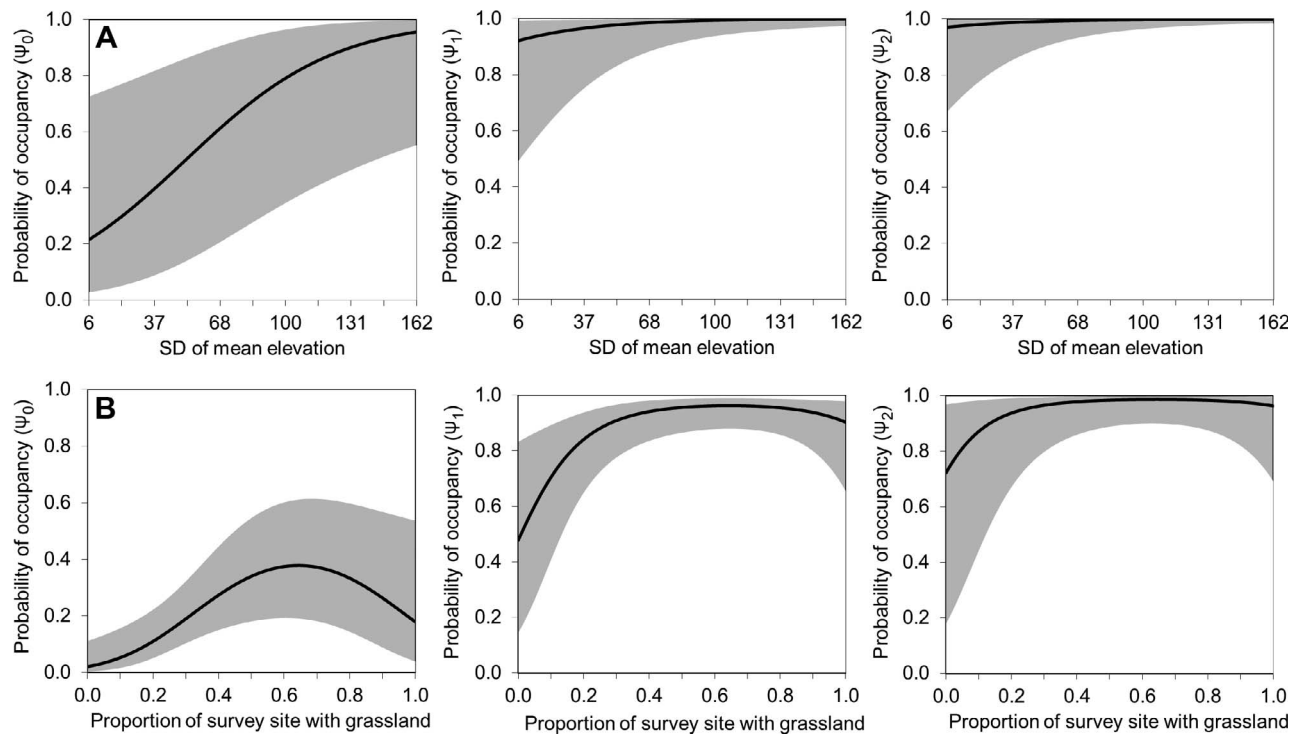 A
Probability of occupancy (Ψ0)
1.0
0.8
0.6
0.4
0.2
0.0
6 37 68 100 131 162
SD of mean elevation
Probability of occupancy (Ψ1)
1.0
0.8
0.6
0.4
0.2
0.0
6 37 68 100 131 162
SD of mean elevation
Probability of occupancy (Ψ2)
1.0
0.8
0.6
0.4
0.2
0.0
6 37 68 100 131 162
SD of mean elevation
B
Probability of occupancy (Ψ0)
1.0
0.8
0.6
0.4
0.2
0.0
0.0 0.2 0.4 0.6 0.8 1.0
Proportion of survey site with grassland
Probability of occupancy (Ψ1)
1.0
0.8
0.6
0.4
0.2
0.0
0.0 0.2 0.4 0.6 0.8 1.0
Proportion of survey site with grassland
Probability of occupancy (Ψ2)
1.0
0.8
0.6
0.4
0.2
0.0
0.0 0.2 0.4 0.6 0.8 1.0
Proportion of survey site with grassland